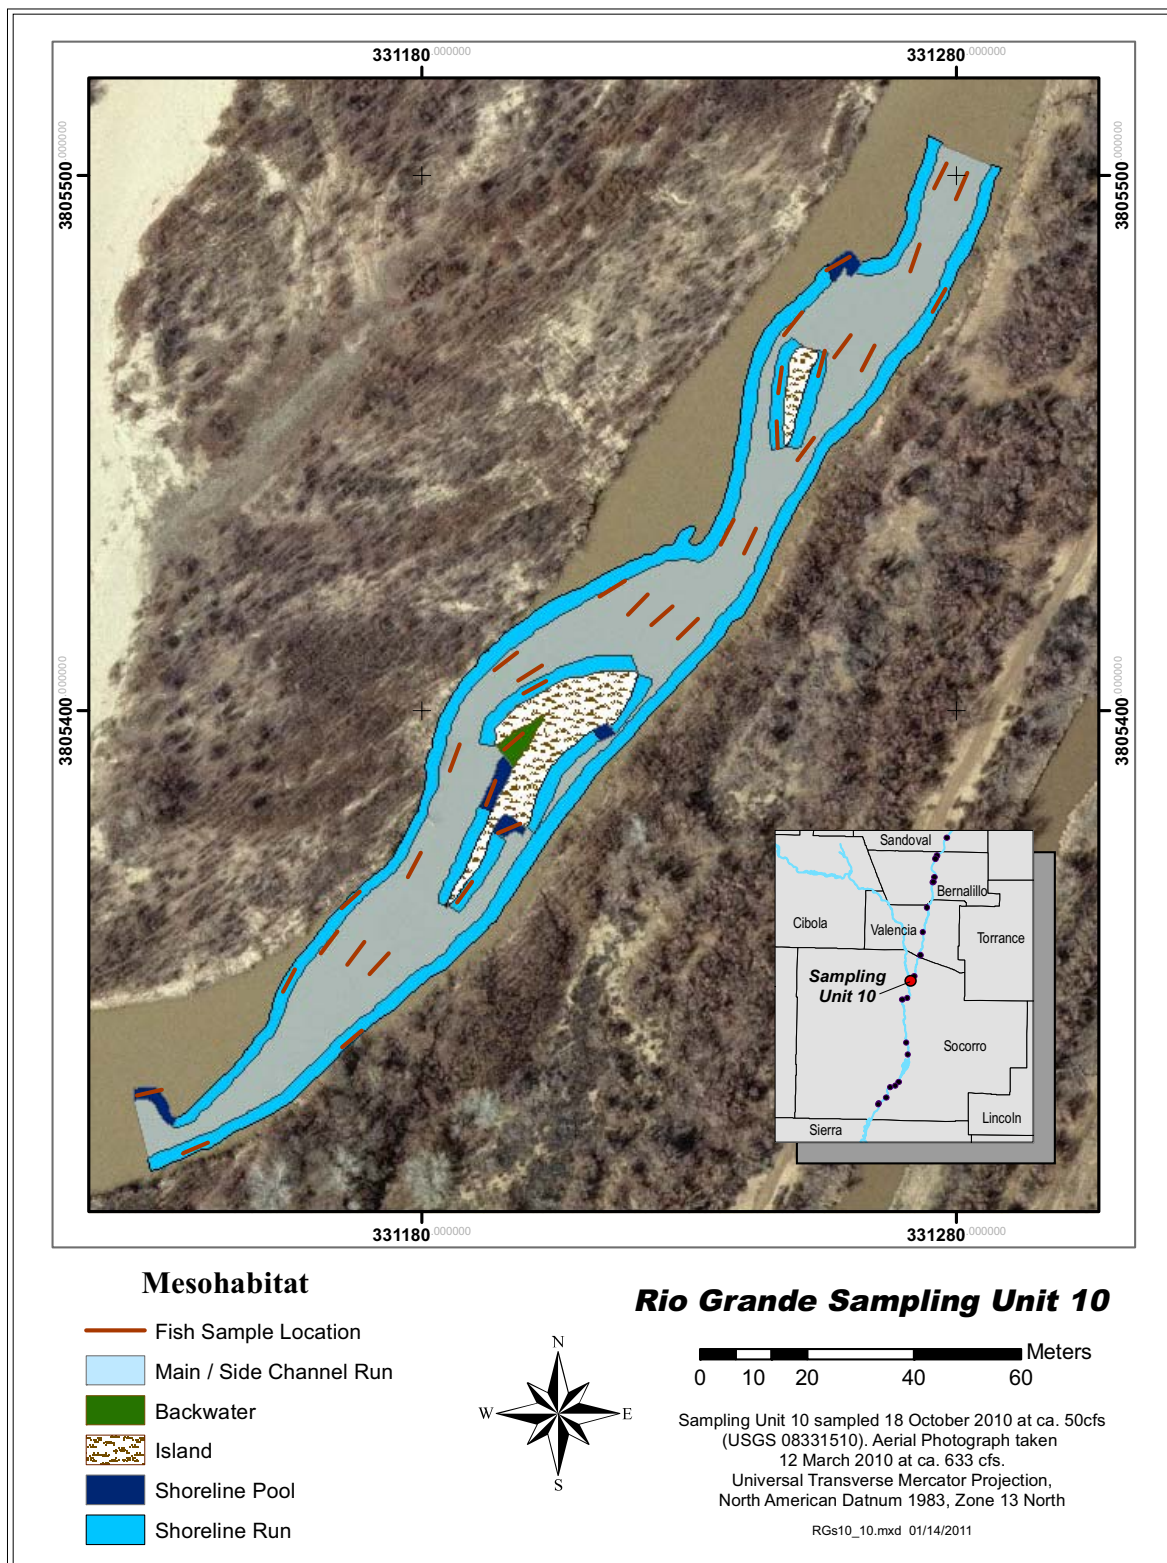 331180.000000
331280.000000
3805500.000000
3805500.000000
3805400.000000
3805400.000000
Sandoval
Bernalillo
Cibola
Valencia
Torrance
Sampling
Unit 10
Socorro
Lincoln
Sierra
331180.000000
331280.000000
Mesohabitat
Fish Sample Location
Main / Side Channel Run
Backwater
Island
Shoreline Pool
Shoreline Run
N
W
E
S
Rio Grande Sampling Unit 10
Meters
0 10 20 40 60
Sampling Unit 10 sampled 18 October 2010 at ca. 50cfs
(USGS 08331510). Aerial Photograph taken
12 March 2010 at ca. 633 cfs.
Universal Transverse Mercator Projection,
North American Datnum 1983, Zone 13 North
RGs10_10.mxd 01/14/2011